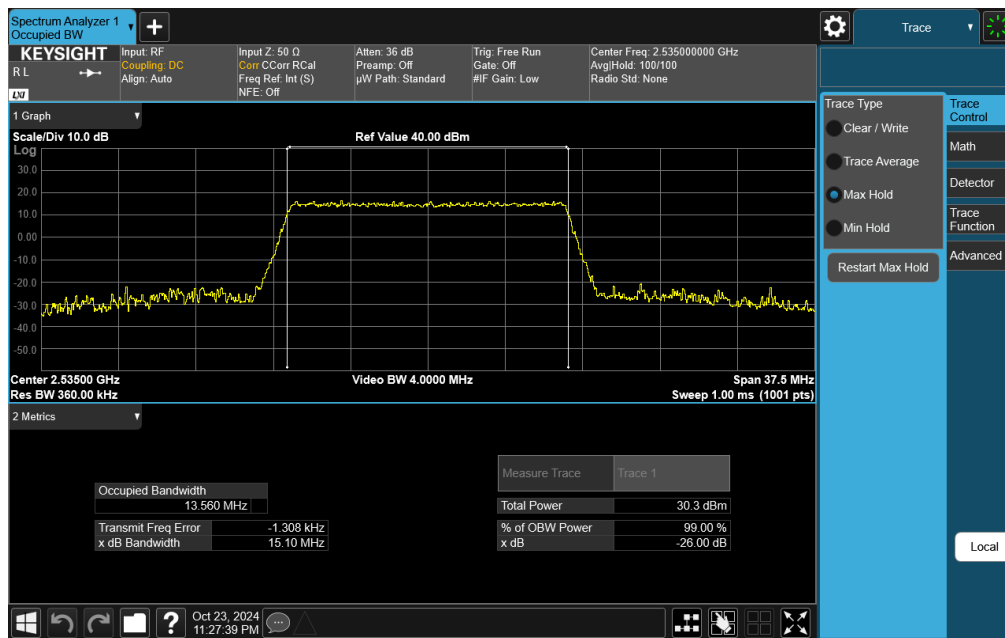 Spectrum Analyzer 1
Occupied BW
Trace
KEYSIGHT
R L
LXI
Input: RF
Coupling: DC
Align: Auto
Input Z: 50 Ω
Corr CCorr RCal
Freq Ref: Int (S)
NFE: Off
Atten: 36 dB
Preamp: Off
µW Path: Standard
Trig: Free Run
Gate: Off
#IF Gain: Low
Center Freq: 2.535000000 GHz
Avg|Hold: 100/100
Radio Std: None
1 Graph
Scale/Div 10.0 dB
Ref Value 40.00 dBm
Log
30.0
20.0
10.0
0.00
-10.0
-20.0
-30.0
-40.0
-50.0
Center 2.53500 GHz
Video BW 4.0000 MHz
Span 37.5 MHz
Res BW 360.00 kHz
Sweep 1.00 ms (1001 pts)
2 Metrics
Measure Trace
Trace 1
Occupied Bandwidth
13.560 MHz
Total Power
30.3 dBm
Transmit Freq Error
-1.308 kHz
% of OBW Power
99.00 %
x dB Bandwidth
15.10 MHz
x dB
-26.00 dB
Trace Type
Clear / Write
Trace Average
Max Hold
Min Hold
Restart Max Hold
Trace
Control
Math
Detector
Trace
Function
Advanced
Local
?
Oct 23, 2024
11:27:39 PM